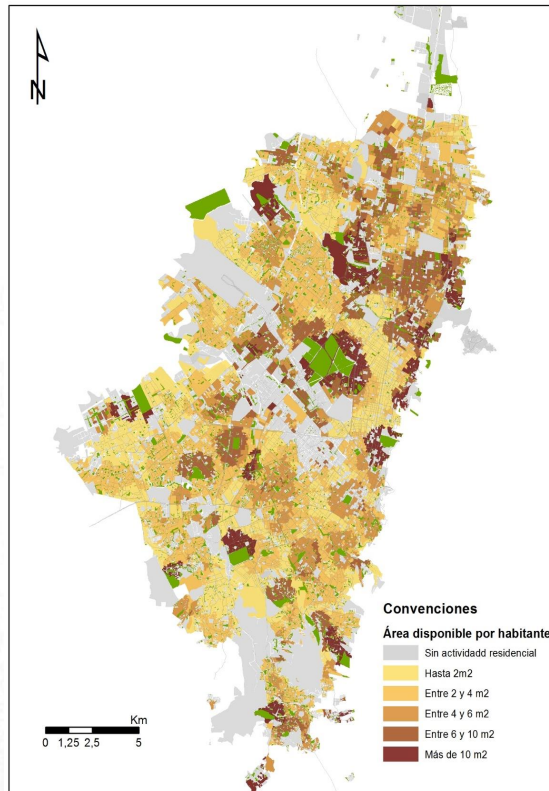 N
Convenciones
Área disponible por habitante
Sin actividadd residencial
Hasta 2m2
Entre 2 y 4 m2
Entre 4 y 6 m2
Entre 6 y 10 m2
Más de 10 m2
Km
0 1,25 2,5 5